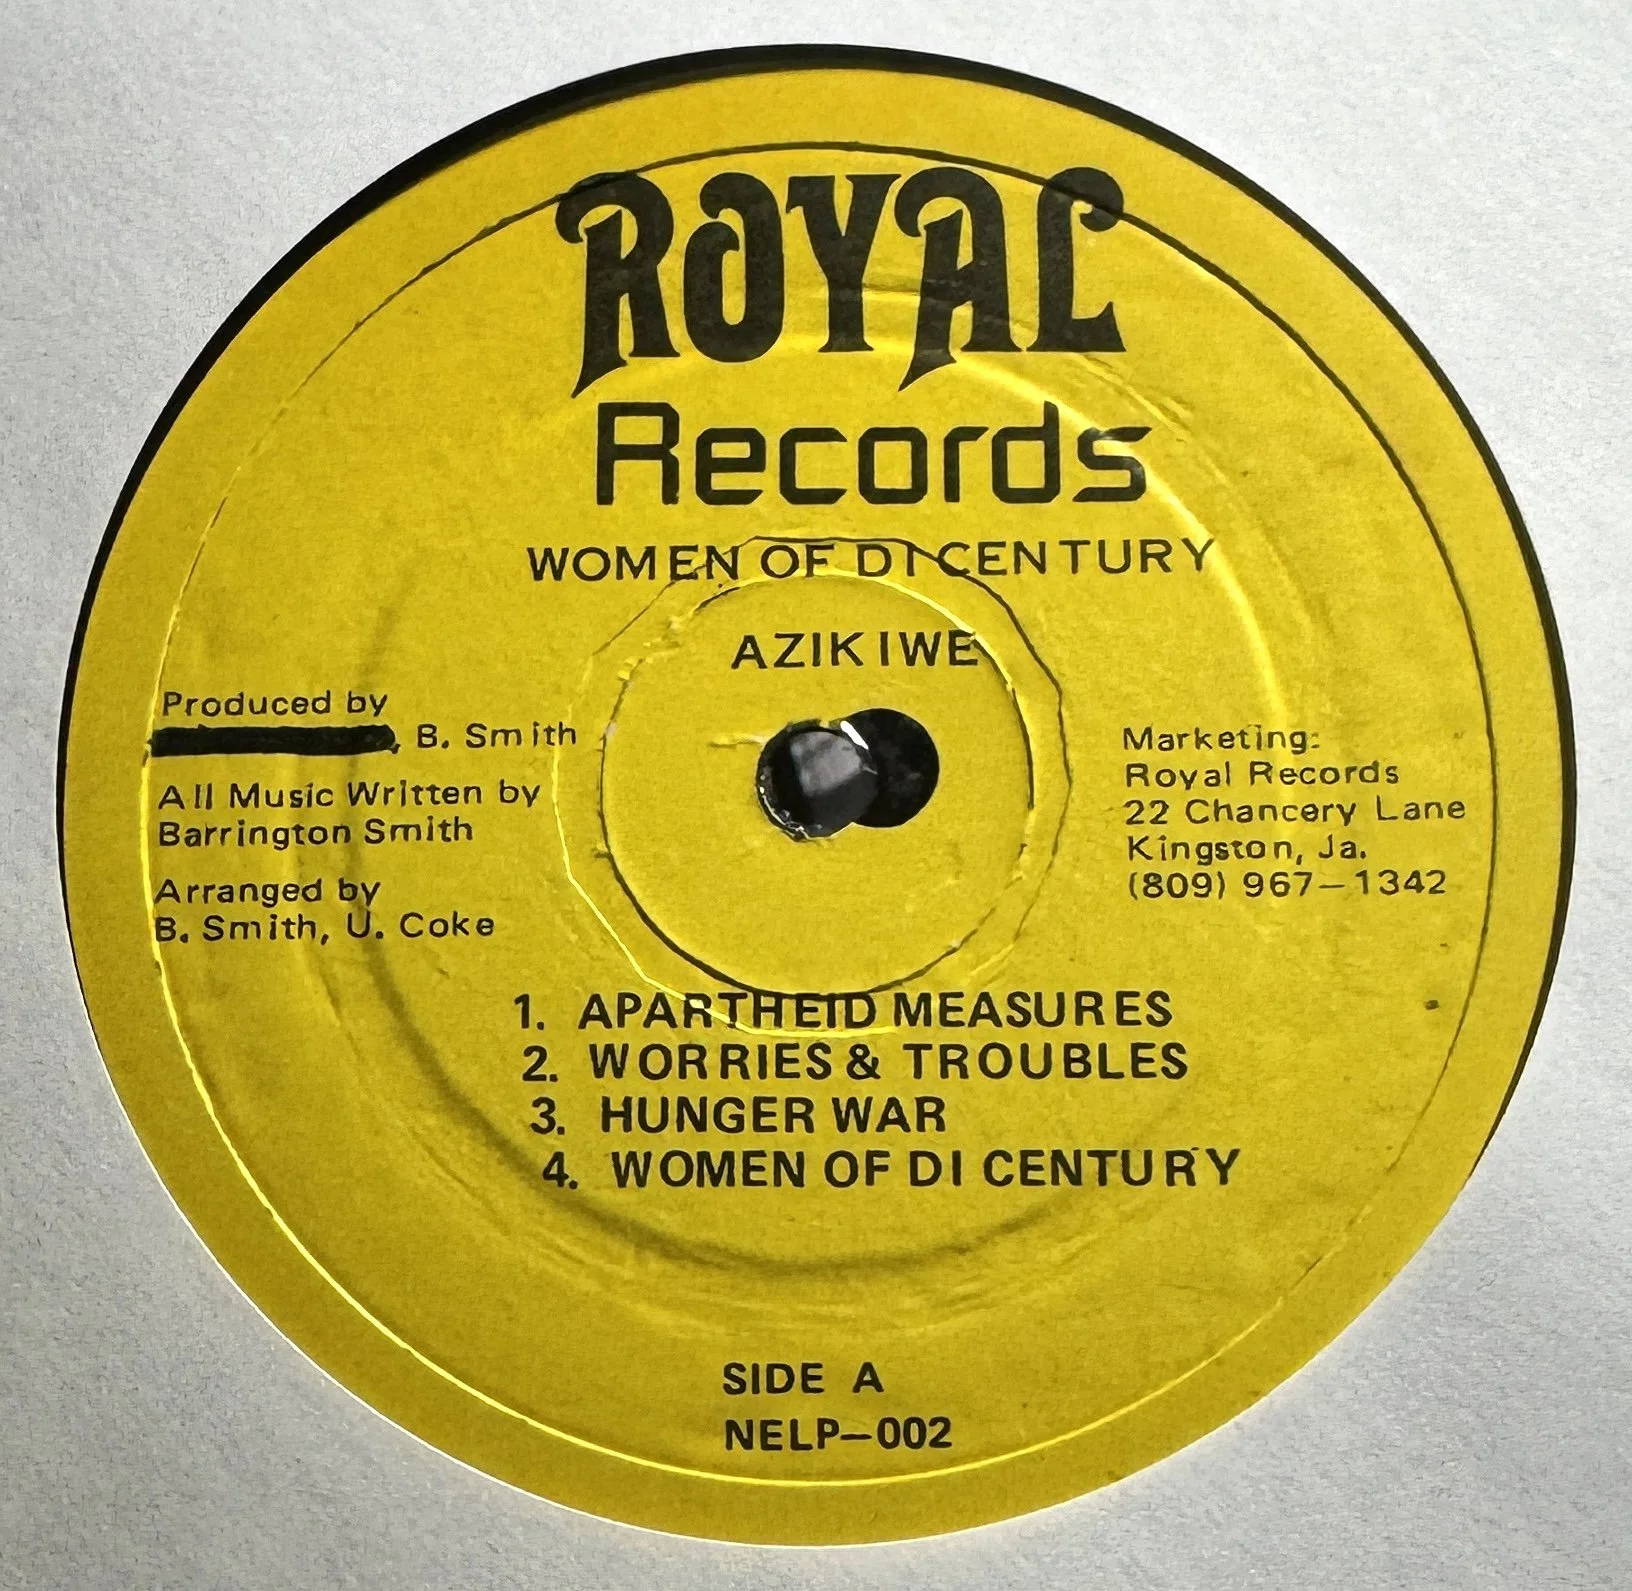 ROYAL
Records
WOMEN OF DI CENTURY
AZIKIWE
Produced by
, B. Smith
All Music Written by
Barrington Smith
Arranged by
B. Smith, U. Coke
Marketing:
Royal Records
22 Chancery Lane
Kingston, Ja.
(809) 967–1342
1. APARTHEID MEASURES
2. WORRIES & TROUBLES
3. HUNGER WAR
4. WOMEN OF DI CENTURY
SIDE A
NELP–002